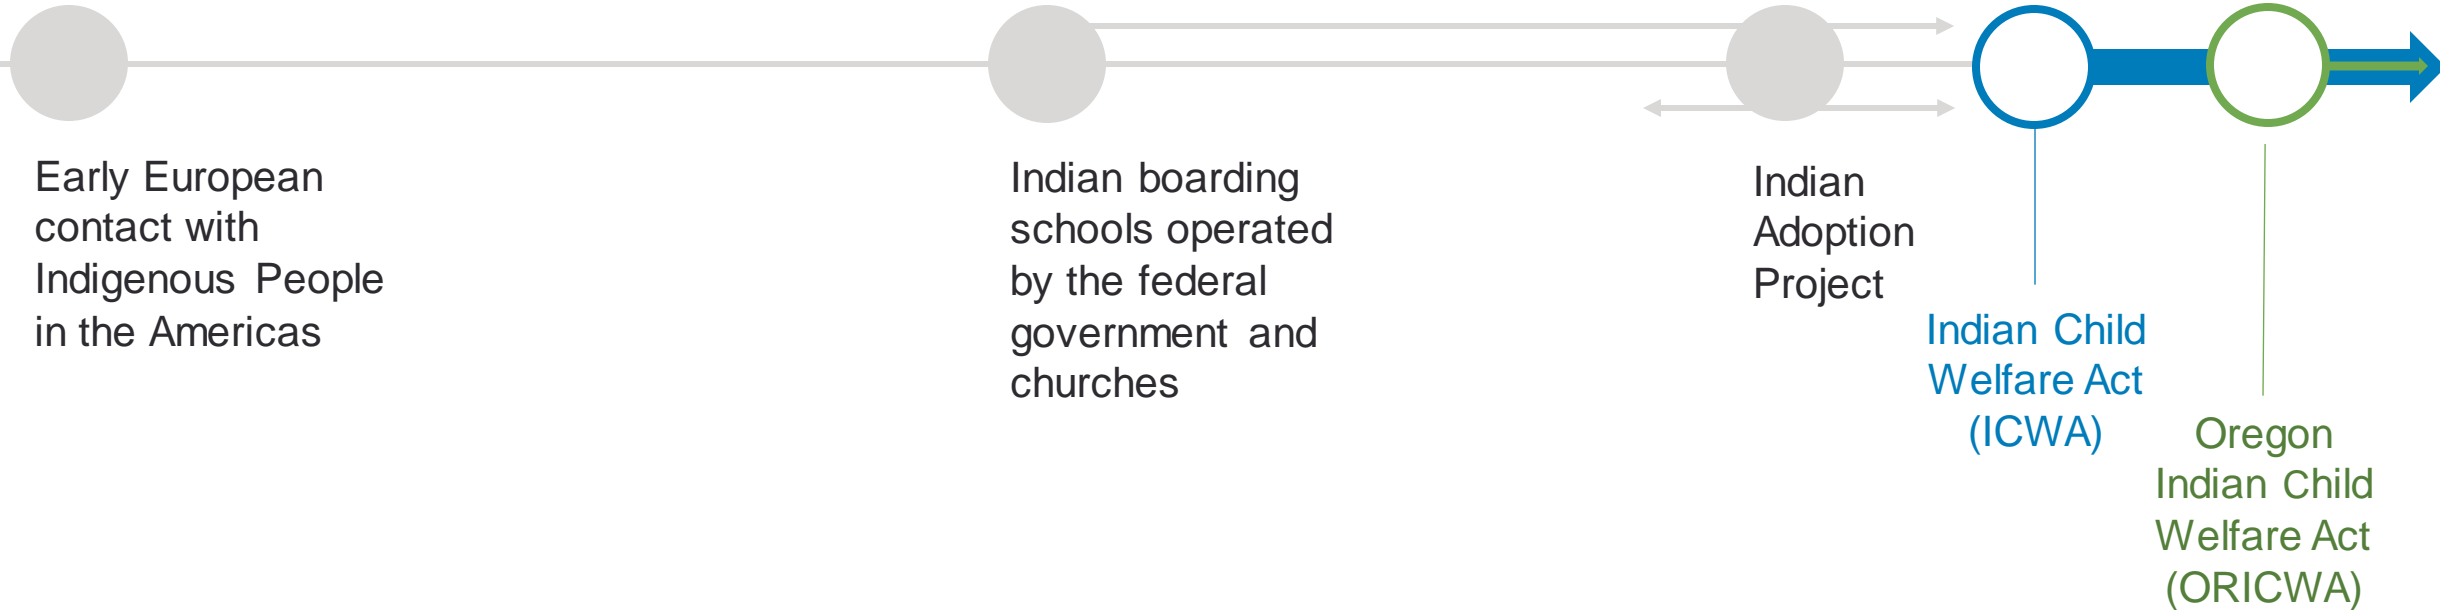 Early European
contact with
Indigenous People
in the Americas
Indian boarding
schools operated
by the federal
government and
churches
Indian
Adoption
Project
Indian Child
Welfare Act
(ICWA)
Oregon
Indian Child
Welfare Act
(ORICWA)